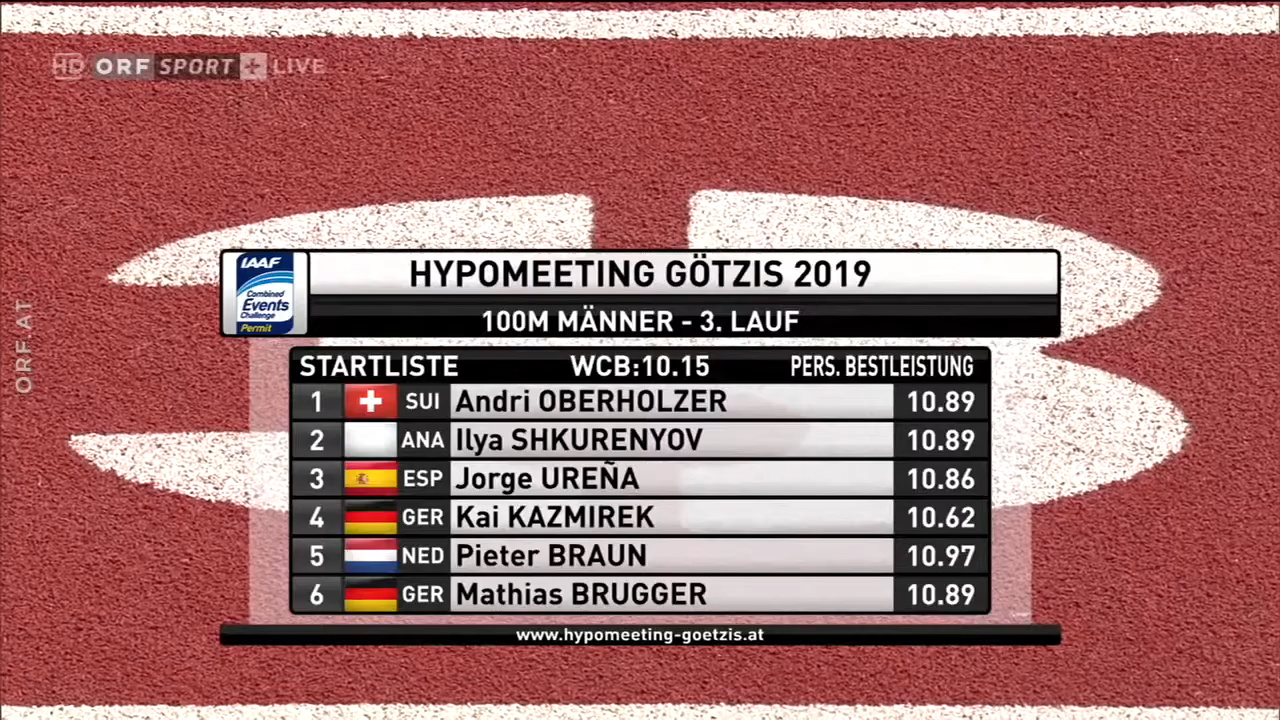 HD ORF SPORT + LIVE
ORF.AT
IAAF
Combined
Events
Challenge
Permit
HYPOMEETING GÖTZIS 2019
100M MÄNNER - 3. LAUF
STARTLISTE WCB:10.15 PERS. BESTLEISTUNG
1 SUI Andri OBERHOLZER 10.89
2 ANA Ilya SHKURENYOV 10.89
3 ESP Jorge UREÑA 10.86
4 GER Kai KAZMIREK 10.62
5 NED Pieter BRAUN 10.97
6 GER Mathias BRUGGER 10.89
www.hypomeeting-goetzis.at